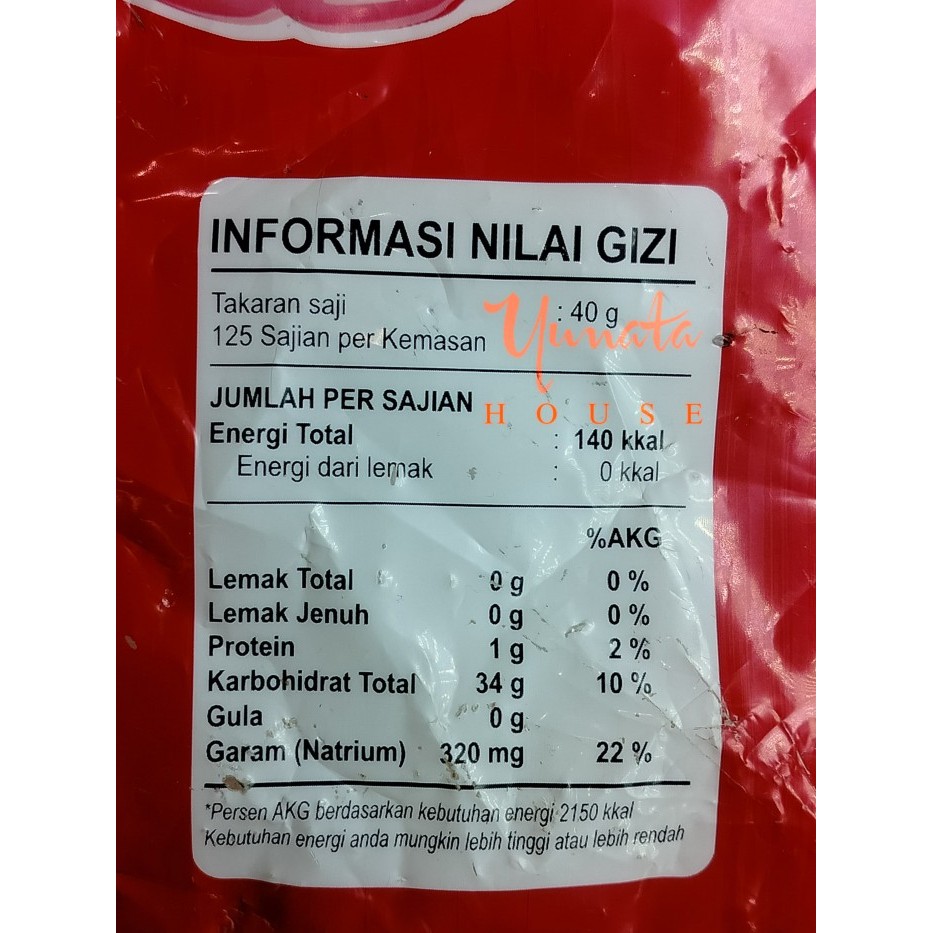 INFORMASI NILAI GIZI
Takaran saji : 40 g
125 Sajian per Kemasan
Yunata
HOUSE
JUMLAH PER SAJIAN
Energi Total : 140 kkal
Energi dari lemak : 0 kkal
%AKG
Lemak Total 0 g 0 %
Lemak Jenuh 0 g 0 %
Protein 1 g 2 %
Karbohidrat Total 34 g 10 %
Gula 0 g
Garam (Natrium) 320 mg 22 %
*Persen AKG berdasarkan kebutuhan energi 2150 kkal
Kebutuhan energi anda mungkin lebih tinggi atau lebih rendah